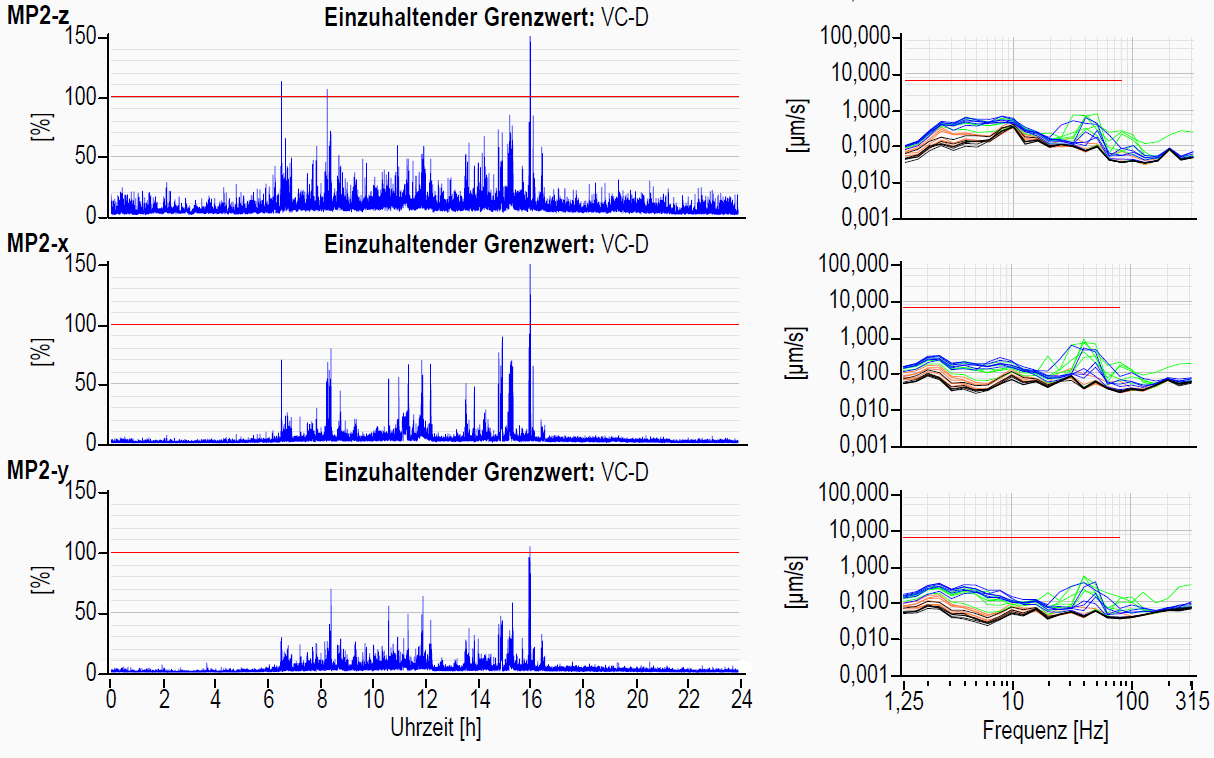 MP2-z
Einzuhaltender Grenzwert: VC-D
150
100
50
0
[%]
100,000
10,000
1,000
0,100
0,010
0,001
[µm/s]
MP2-x
Einzuhaltender Grenzwert: VC-D
150
100
50
0
[%]
100,000
10,000
1,000
0,100
0,010
0,001
[µm/s]
MP2-y
Einzuhaltender Grenzwert: VC-D
150
100
50
0
[%]
0 2 4 6 8 10 12 14 16 18 20 22 24
Uhrzeit [h]
100,000
10,000
1,000
0,100
0,010
0,001
[µm/s]
1,25 10 100 315
Frequenz [Hz]